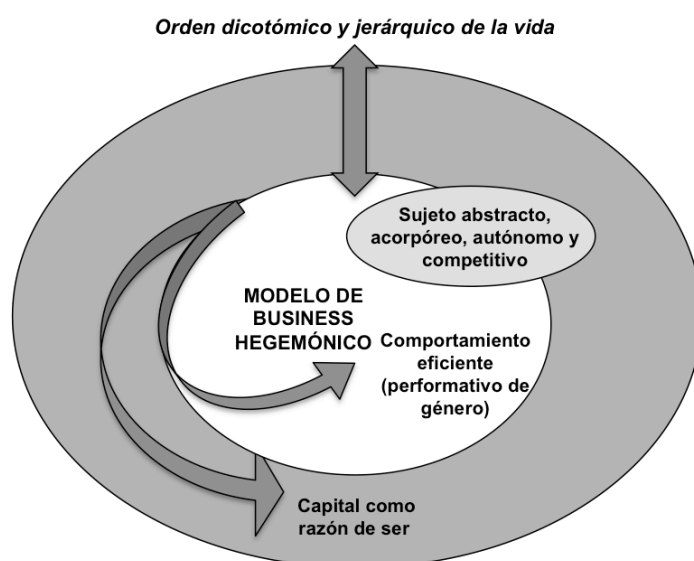 Orden dicotómico y jerárquico de la vida
Sujeto abstracto,
acorpóreo, autónomo y
competitivo
MODELO DE
BUSINESS
HEGEMÓNICO
Comportamiento
eficiente
(performativo de
género)
Capital como
razón de ser